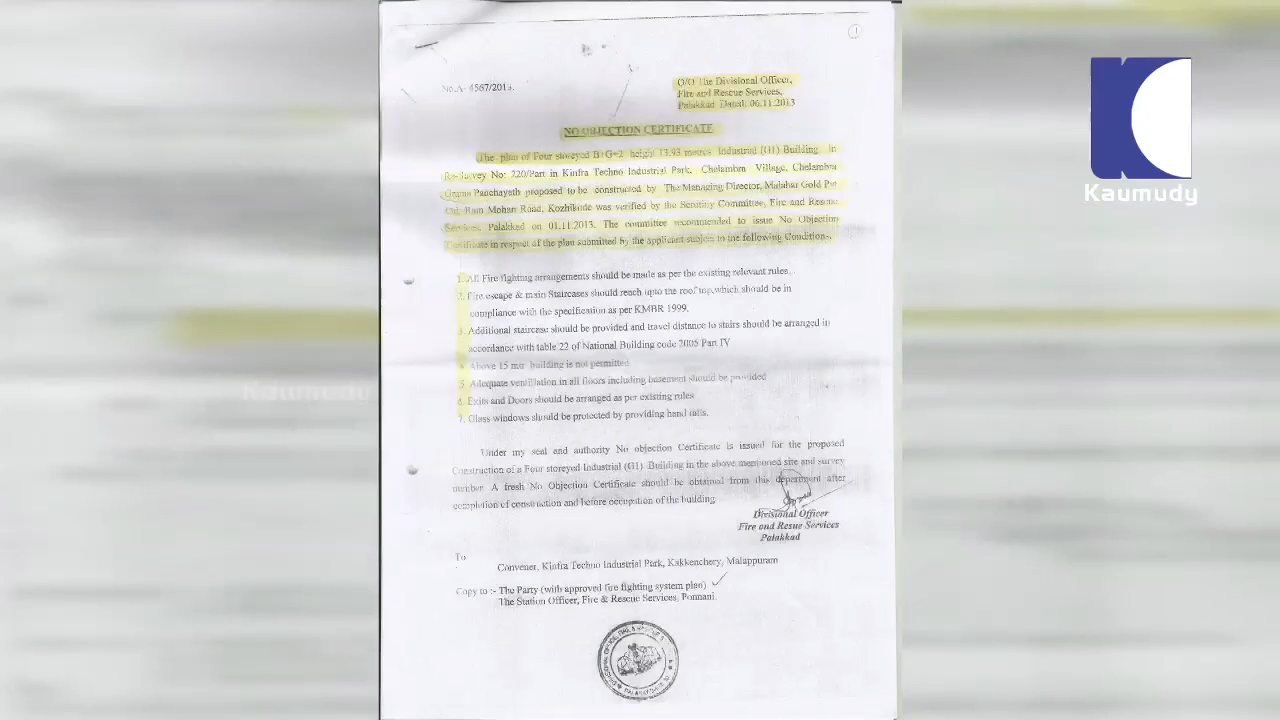 No.A- 4567/2013.
O/O The Divisional Officer,
Fire and Rescue Services,
Palakkad Dated: 06.11.2013
NO OBJECTION CERTIFICATE
The plan of Four storeyed B+G+2 height 13.93 metres Industrial (G1) Building in
Re-Survey No: 220/Part in Kinfra Techno Industrial Park, Chelambra Village, Chelambra
Grama Panchayath proposed to be constructed by The Managing Director, Malabar Gold Pvt
Ltd, Ram Mohan Road, Kozhikode was verified by the Scrutiny Committee, Fire and Rescue
Services, Palakkad on 01.11.2013. The committee recommended to issue No Objection
Certificate in respect of the plan submitted by the applicant subject to the following Conditions.
1. All Fire fighting arrangements should be made as per the existing relevant rules.
2. Fire escape & main Staircases should reach upto the roof top, which should be in
compliance with the specification as per KMBR 1999.
3. Additional staircase should be provided and travel distance to stairs should be arranged in
accordance with table 22 of National Building code 2005 Part IV
4. Above 15 mtr building is not permitted.
5. Adequate ventilation in all floors including basement should be provided
6. Exits and Doors should be arranged as per existing rules
7. Glass windows should be protected by providing hand rails.
Under my seal and authority No objection Certificate is issued for the proposed
Construction of a Four storeyed Industrial (G1) Building in the above mentioned site and survey
number. A fresh No Objection Certificate should be obtained from this department after
completion of construction and before occupation of the building.
Divisional Officer
Fire and Resue Services
Palakkad
To
Convener, Kinfra Techno Industrial Park, Kakkenchery, Malappuram
Copy to :- The Party (with approved fire fighting system plan)
The Station Officer, Fire & Rescue Services, Ponnani.
Kaumudy
Kaumudy